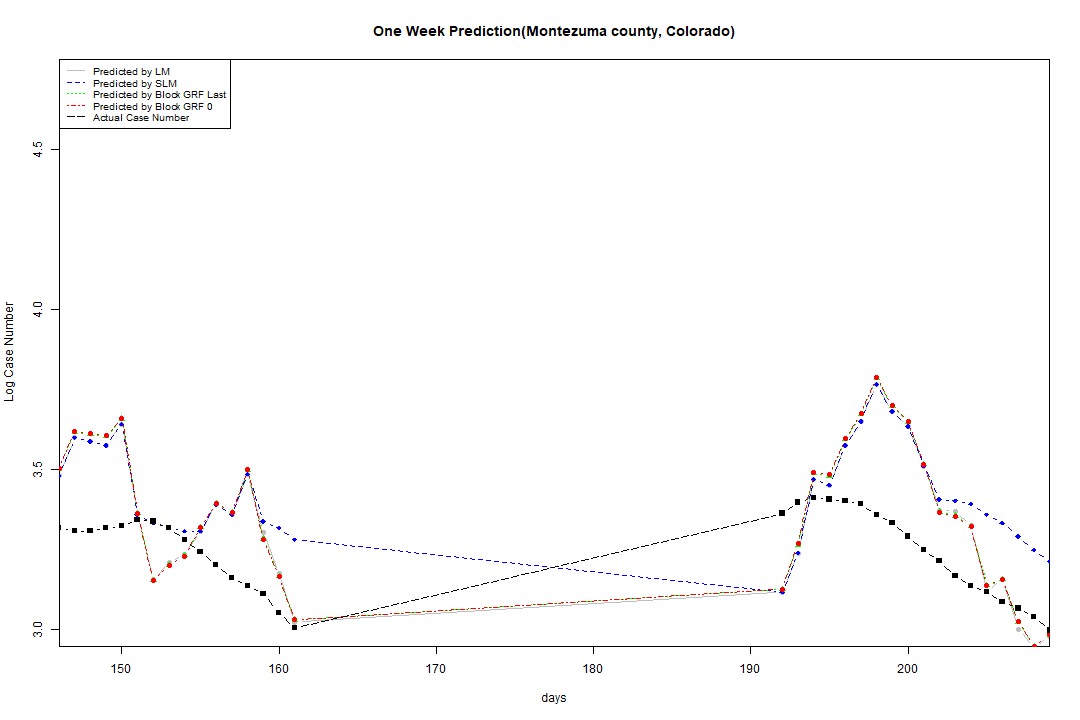 One Week Prediction(Montezuma county, Colorado)
Predicted by LM
Predicted by SLM
Predicted by Block GRF Last
Predicted by Block GRF 0
Actual Case Number
4.5
4.0
3.5
3.0
Log Case Number
150 160 170 180 190 200
days